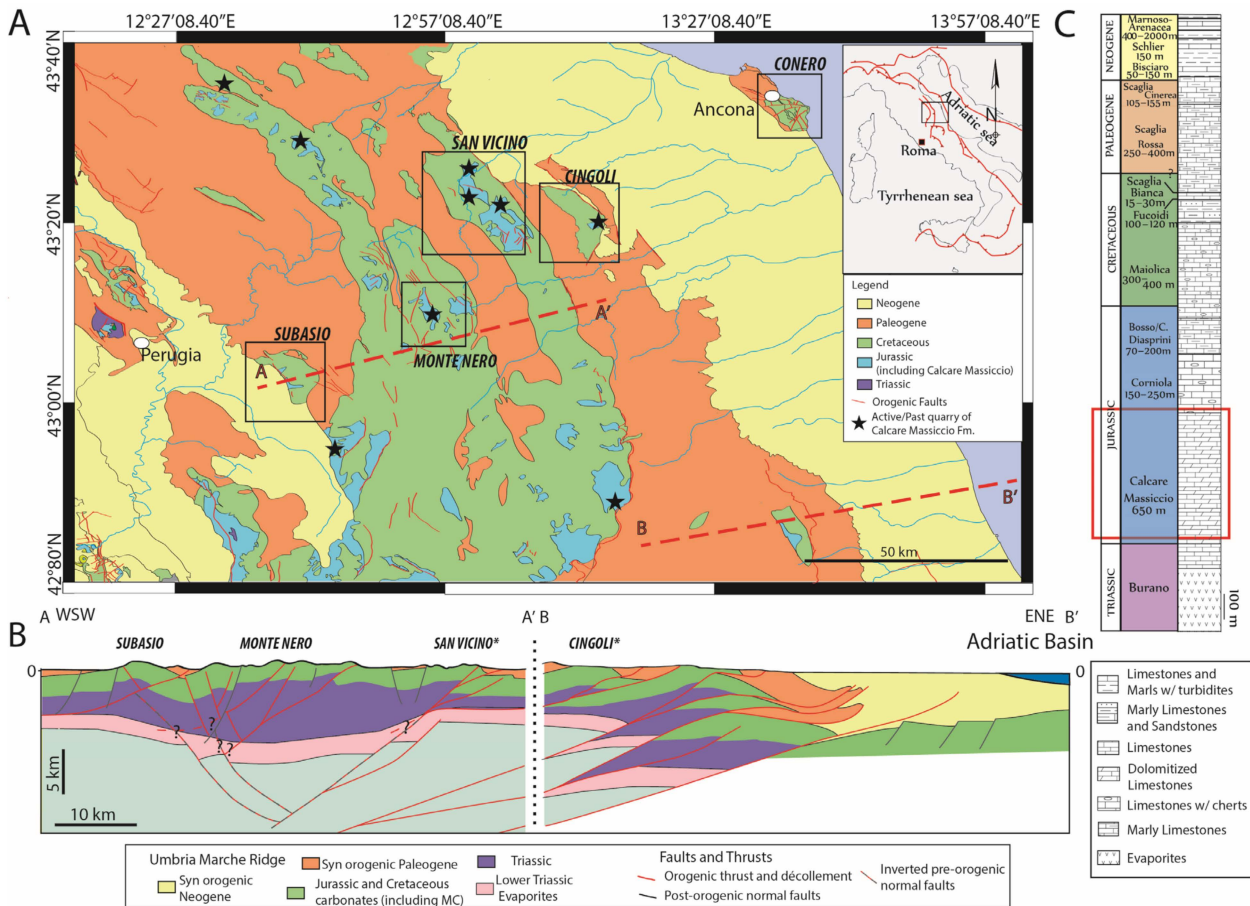 A
12°27'08.40"
12°57'08.40"
13°27'08.40"
13°57'08.40"
43°40'N
43°20'N
43°00'N
42°80'N
CONERO
Ancona
SAN VICINO
CINGOLI
SUBASIO
MONTE NERO
Perugia
A
A'
B
B'
50 km
Adriatic sea
N
Roma
Tyrrhenean sea
Legend
Neogene
Paleogene
Cretaceous
Jurassic
(including Calcare Massiccio)
Triassic
Orogenic Faults
Active/Past quarry of
Calcare Massiccio Fm.
C
NEOGENE
Marnoso-
Arenacea
400–2000 m
Schlier
150 m
Bisciaro
50–150 m
PALEOGENE
Scaglia
Cinerea
105–155 m
Scaglia
Rossa
250–400m
?
CRETACEOUS
Scaglia
Bianca
15–30m
Fucoidi
100–120 m
Maiolica
300–
400 m
JURASSIC
Bosso/C.
Diasprini
70–200m
Corniola
150–250m
Calcare
Massiccio
650 m
TRIASSIC
Burano
100 m
B
A WSW
A' B
ENE B'
SUBASIO
MONTE NERO
SAN VICINO*
CINGOLI*
Adriatic Basin
0
0
?
?
?
?
?
5 km
10 km
Umbria Marche Ridge
Syn orogenic
Neogene
Syn orogenic Paleogene
Jurassic and Cretaceous
carbonates (including MC)
Triassic
Lower Triassic
Evaporites
Faults and Thrusts
Orogenic thrust and décollement
Post-orogenic normal faults
Inverted pre-orogenic
normal faults
Limestones and
Marls w/ turbidites
Marly Limestones
and Sandstones
Limestones
Dolomitized
Limestones
Limestones w/ cherts
Marly Limestones
Evaporites